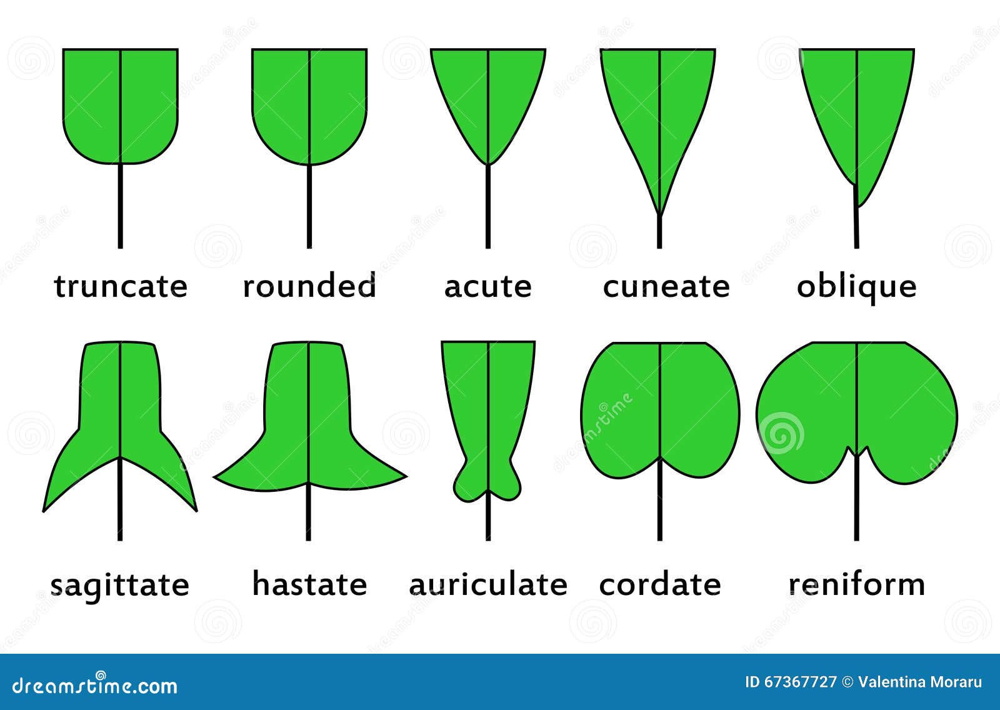 truncate rounded acute cuneate oblique
sagittate hastate auriculate cordate reniform
dreamstime.com
ID 67367727 © Valentina Moraru